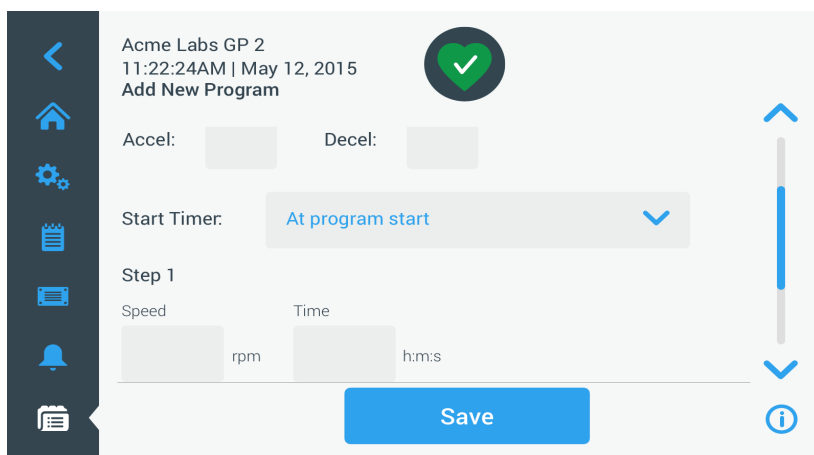 Acme Labs GP 2
11:22:24AM | May 12, 2015
Add New Program
Accel: Decel:
Start Timer: At program start
Step 1
Speed Time
rpm h:m:s
Save